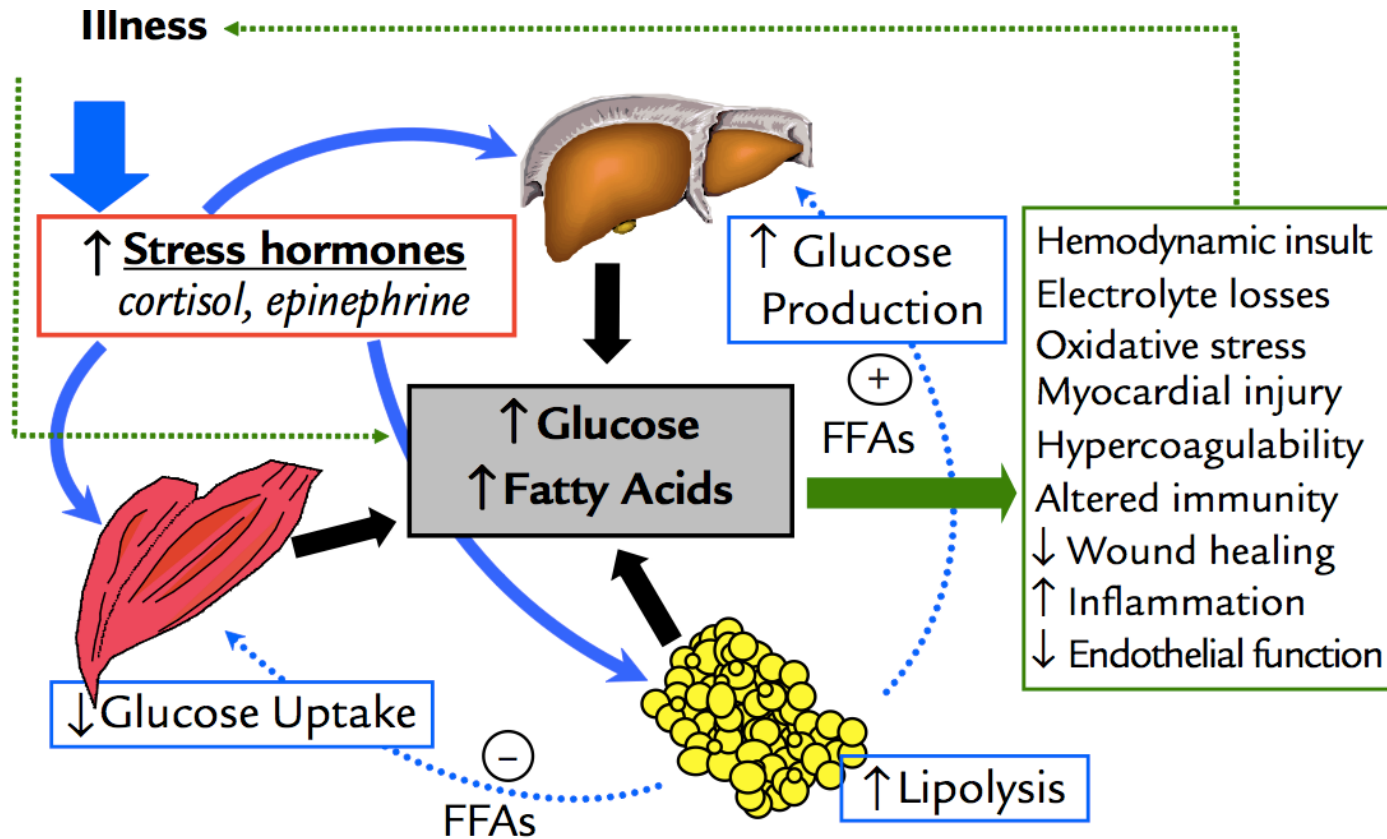 Illness
↑ Stress hormones
cortisol, epinephrine
↑ Glucose
Production
+
FFAs
↑ Glucose
↑ Fatty Acids
Hemodynamic insult
Electrolyte losses
Oxidative stress
Myocardial injury
Hypercoagulability
Altered immunity
↓ Wound healing
↑ Inflammation
↓ Endothelial function
↓Glucose Uptake
−
FFAs
↑Lipolysis